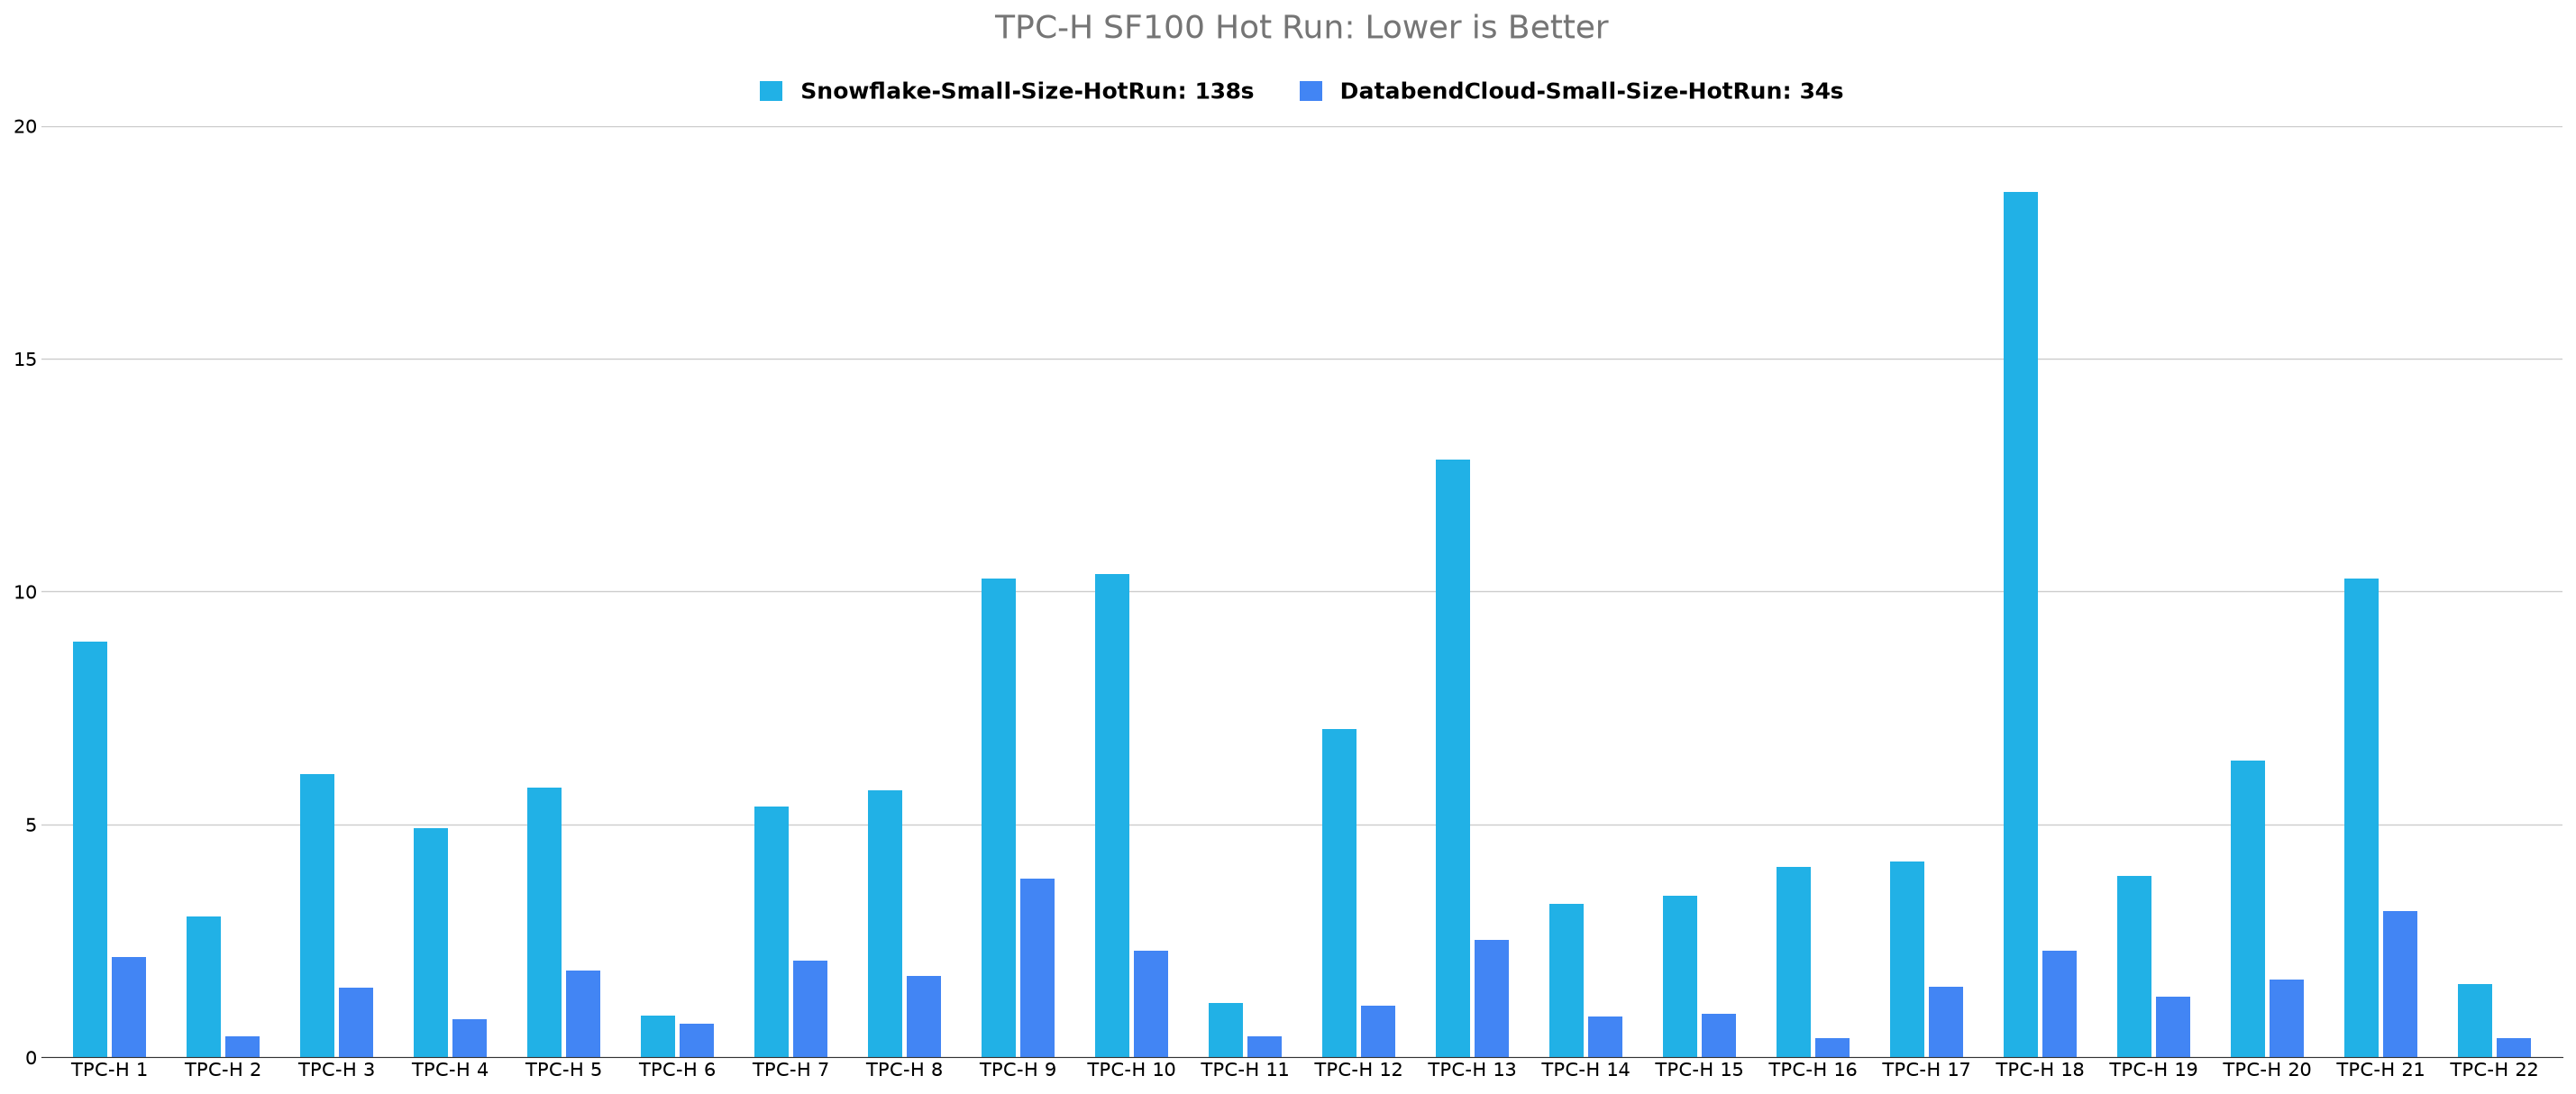 TPC-H SF100 Hot Run: Lower is Better
Snowflake-Small-Size-HotRun: 138s DatabendCloud-Small-Size-HotRun: 34s
20
15
10
5
0
TPC-H 1 TPC-H 2 TPC-H 3 TPC-H 4 TPC-H 5 TPC-H 6 TPC-H 7 TPC-H 8 TPC-H 9 TPC-H 10 TPC-H 11 TPC-H 12 TPC-H 13 TPC-H 14 TPC-H 15 TPC-H 16 TPC-H 17 TPC-H 18 TPC-H 19 TPC-H 20 TPC-H 21 TPC-H 22